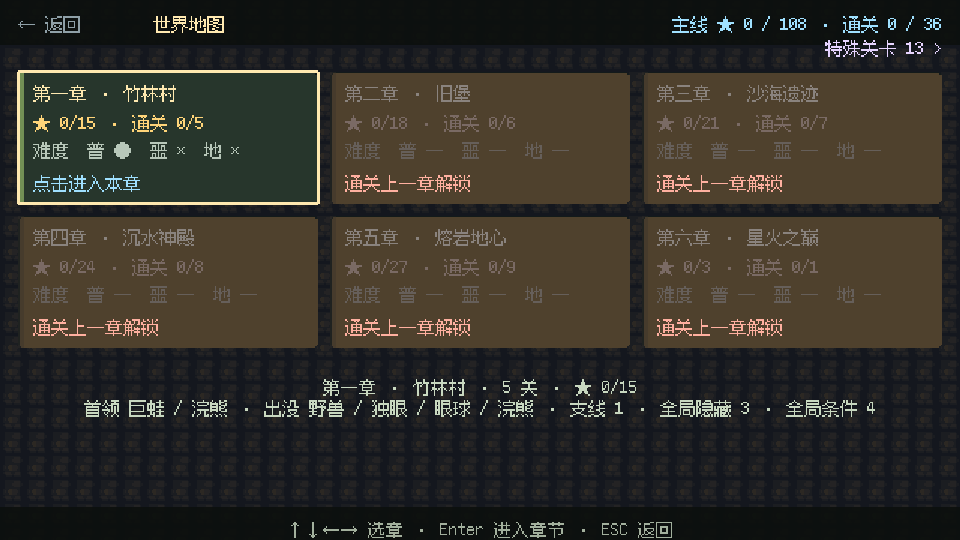 ← 返回
世界地图
主线 ★ 0 / 108 · 通关 0 / 36
特殊关卡 13 >
第一章 · 竹林村
★ 0/15 · 通关 0/5
难度 普 ● 噩 × 地 ×
点击进入本章
第二章 · 旧堡
★ 0/18 · 通关 0/6
难度 普 — 噩 — 地 —
通关上一章解锁
第三章 · 沙海遗迹
★ 0/21 · 通关 0/7
难度 普 — 噩 — 地 —
通关上一章解锁
第四章 · 沉水神殿
★ 0/24 · 通关 0/8
难度 普 — 噩 — 地 —
通关上一章解锁
第五章 · 熔岩地心
★ 0/27 · 通关 0/9
难度 普 — 噩 — 地 —
通关上一章解锁
第六章 · 星火之巅
★ 0/3 · 通关 0/1
难度 普 — 噩 — 地 —
通关上一章解锁
第一章 · 竹林村 · 5 关 · ★ 0/15
首领 巨蛙 / 浣熊 · 出没 野兽 / 独眼 / 眼球 / 浣熊 · 支线 1 · 全局隐藏 3 · 全局条件 4
↑↓←→ 选章 · Enter 进入章节 · ESC 返回